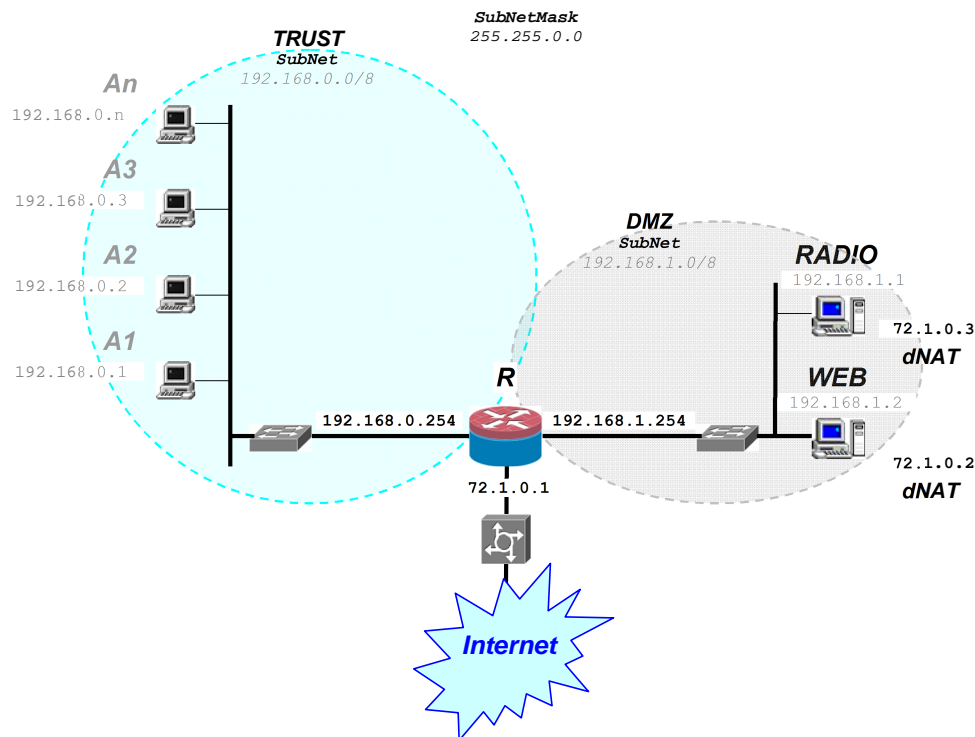 SubNetMask
255.255.0.0
TRUST
SubNet
192.168.0.0/8
An
192.168.0.n
A3
192.168.0.3
A2
192.168.0.2
A1
192.168.0.1
192.168.0.254
R
192.168.1.254
72.1.0.1
DMZ
SubNet
192.168.1.0/8
RAD!O
192.168.1.1
72.1.0.3
dNAT
WEB
192.168.1.2
72.1.0.2
dNAT
Internet